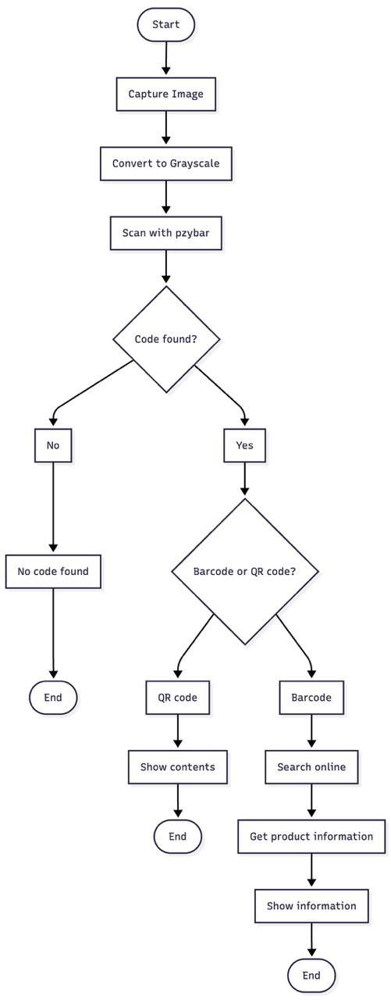 Start
Capture Image
Convert to Grayscale
Scan with pzybar
Code found?
No
Yes
No code found
Barcode or QR code?
End
QR code
Barcode
Show contents
Search online
End
Get product information
Show information
End